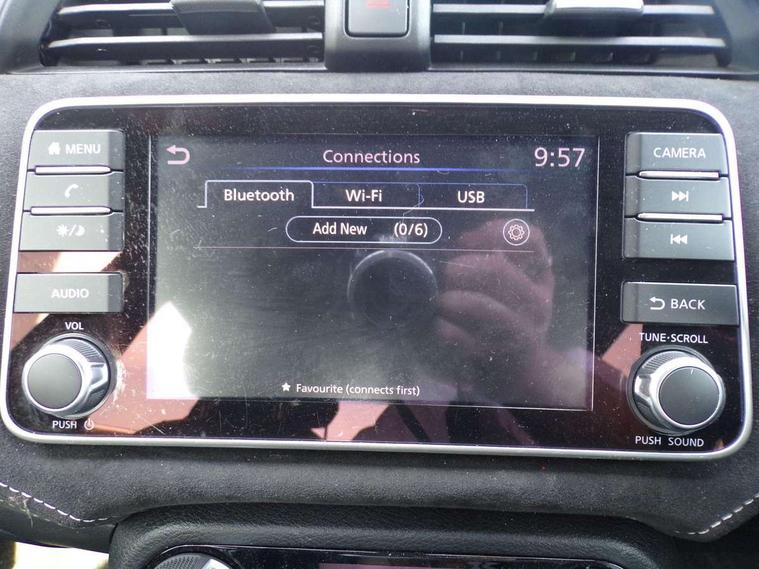 MENU
AUDIO
VOL
PUSH
Connections
9:57
Bluetooth
Wi-Fi
USB
Add New (0/6)
Favourite (connects first)
CAMERA
BACK
TUNE·SCROLL
PUSH SOUND